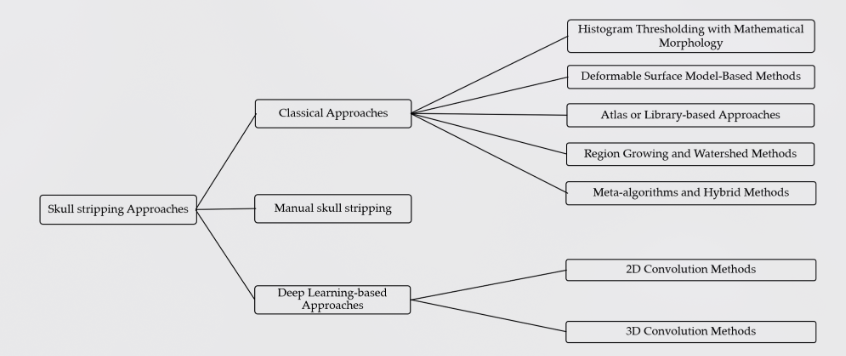 Skull stripping Approaches
Classical Approaches
Manual skull stripping
Deep Learning-based
Approaches
Histogram Thresholding with Mathematical
Morphology
Deformable Surface Model-Based Methods
Atlas or Library-based Approaches
Region Growing and Watershed Methods
Meta-algorithms and Hybrid Methods
2D Convolution Methods
3D Convolution Methods